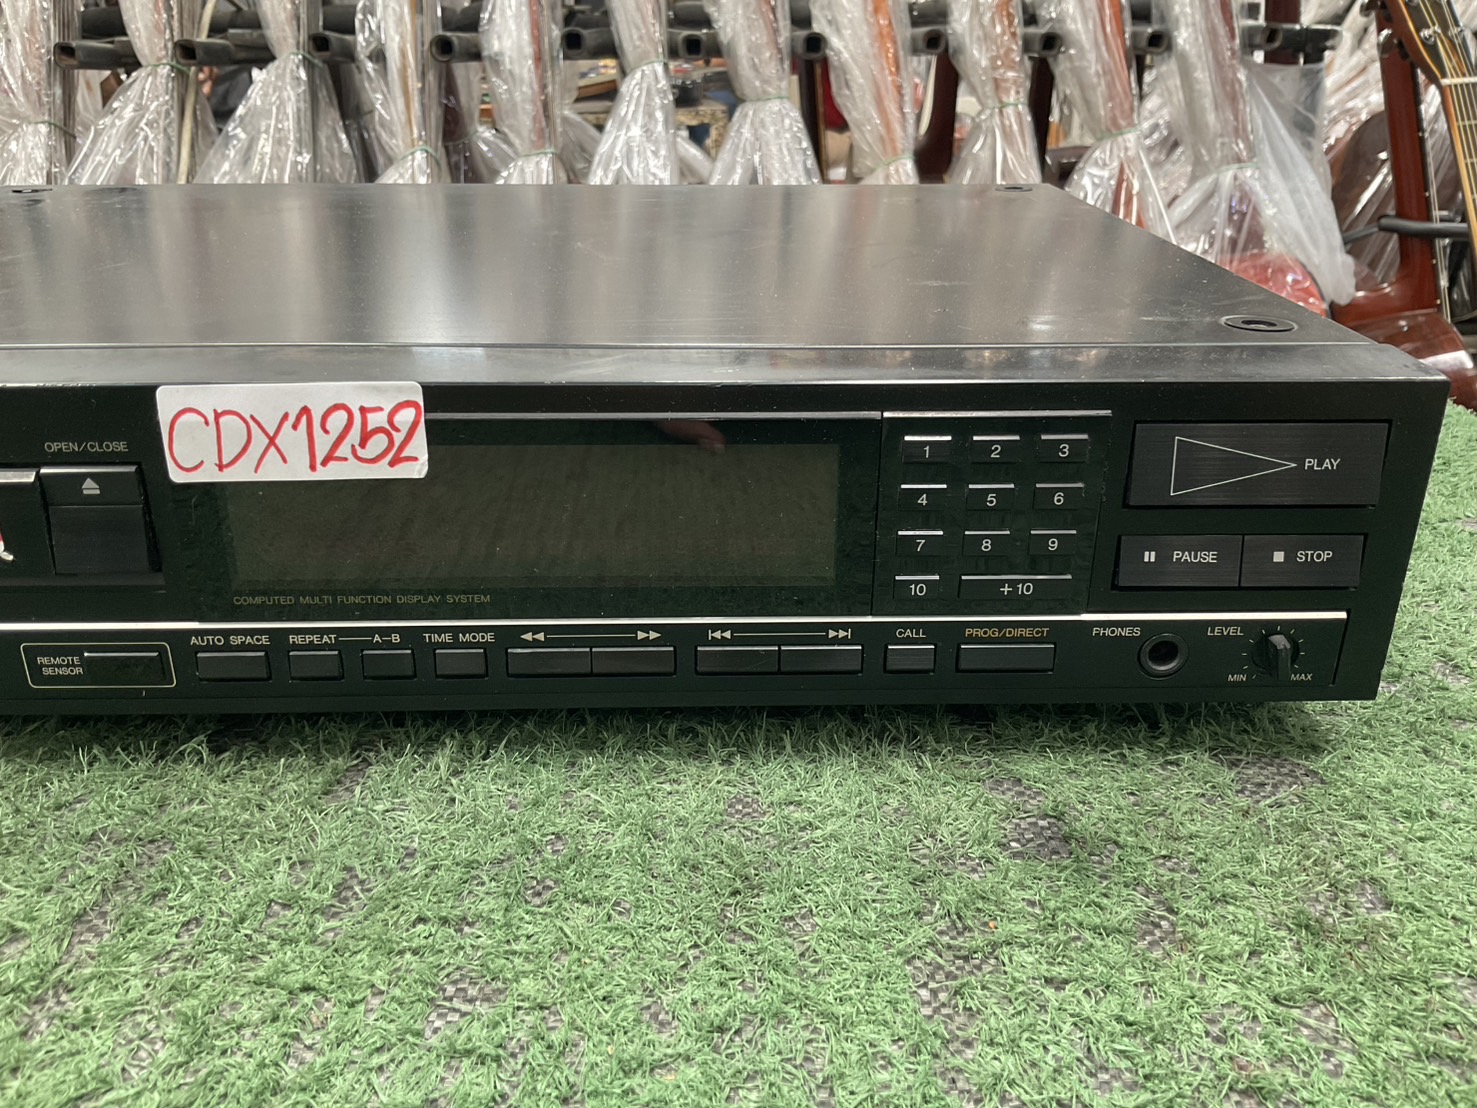 CDX1252
OPEN/CLOSE
COMPUTED MULTI FUNCTION DISPLAY SYSTEM
1 2 3
4 5 6
7 8 9
10 +10
PLAY
PAUSE STOP
REMOTE
SENSOR
AUTO SPACE REPEAT A-B TIME MODE CALL PROG/DIRECT PHONES LEVEL
MIN MAX